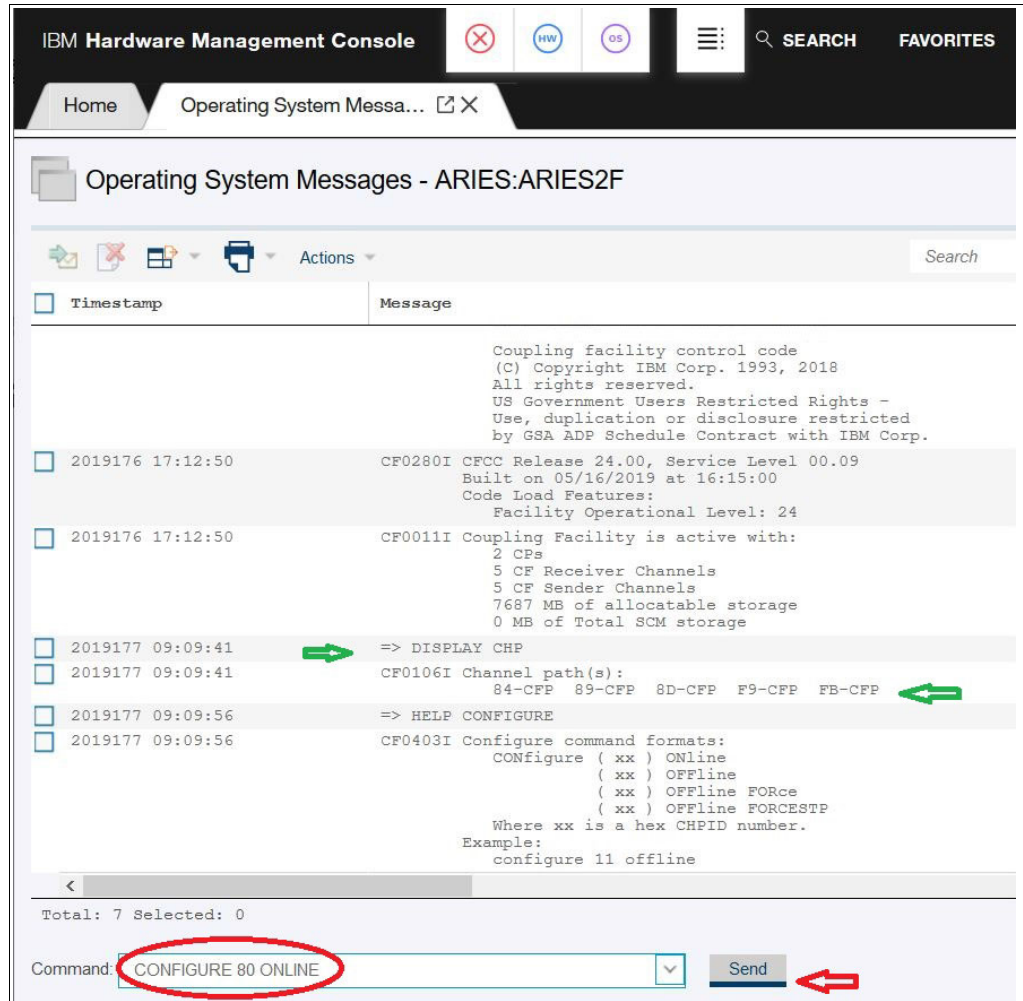 IBM Hardware Management Console
HW
OS
SEARCH
FAVORITES
Home
Operating System Messa...
Operating System Messages - ARIES:ARIES2F
Actions
Search
Timestamp Message
Coupling facility control code
(C) Copyright IBM Corp. 1993, 2018
All rights reserved.
US Government Users Restricted Rights -
Use, duplication or disclosure restricted
by GSA ADP Schedule Contract with IBM Corp.
2019176 17:12:50 CF0280I CFCC Release 24.00, Service Level 00.09
Built on 05/16/2019 at 16:15:00
Code Load Features:
Facility Operational Level: 24
2019176 17:12:50 CF0011I Coupling Facility is active with:
2 CPs
5 CF Receiver Channels
5 CF Sender Channels
7687 MB of allocatable storage
0 MB of Total SCM storage
2019177 09:09:41 => DISPLAY CHP
2019177 09:09:41 CF0106I Channel path(s):
84-CFP 89-CFP 8D-CFP F9-CFP FB-CFP
2019177 09:09:56 => HELP CONFIGURE
2019177 09:09:56 CF0403I Configure command formats:
CONfigure ( xx ) ONline
( xx ) OFFline
( xx ) OFFline FORce
( xx ) OFFline FORCESTP
Where xx is a hex CHPID number.
Example:
configure 11 offline
Total: 7 Selected: 0
Command: CONFIGURE 80 ONLINE Send